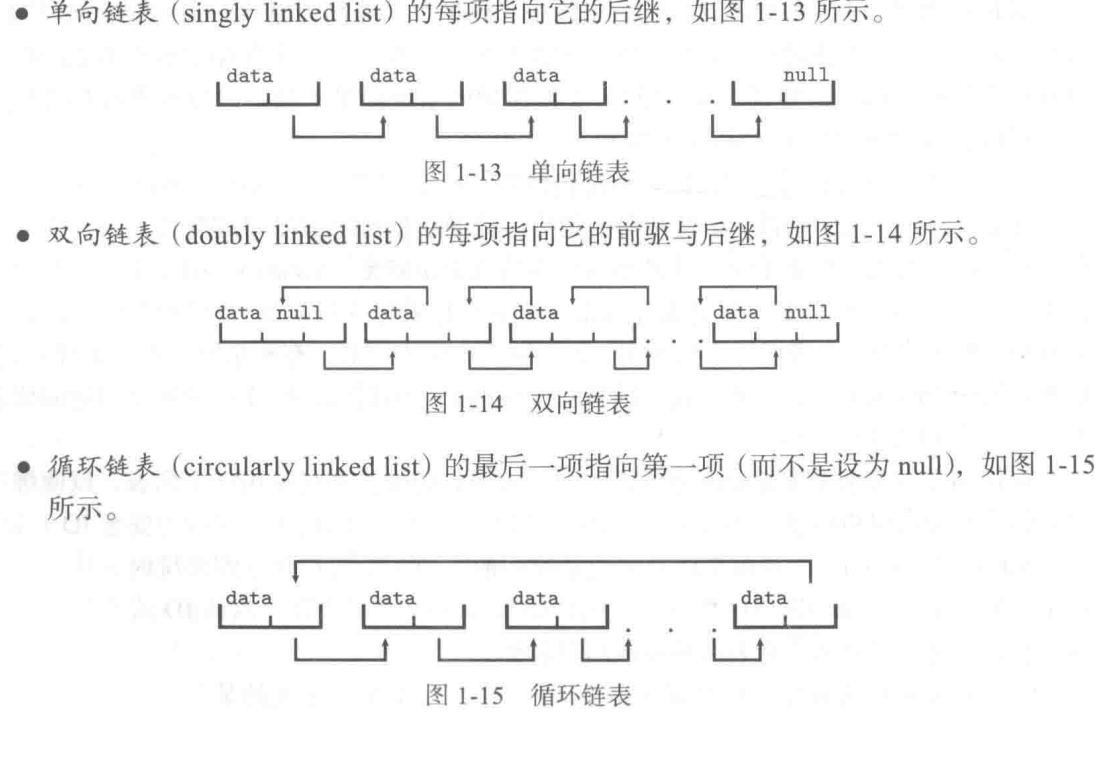 ● 单向链表（singly linked list）的每项指向它的后继，如图 1-13 所示。
data data data . . . null
图 1-13 单向链表
● 双向链表（doubly linked list）的每项指向它的前驱与后继，如图 1-14 所示。
data null data data . . . data null
图 1-14 双向链表
● 循环链表（circularly linked list）的最后一项指向第一项（而不是设为 null），如图 1-15
所示。
data data data . . . data
图 1-15 循环链表